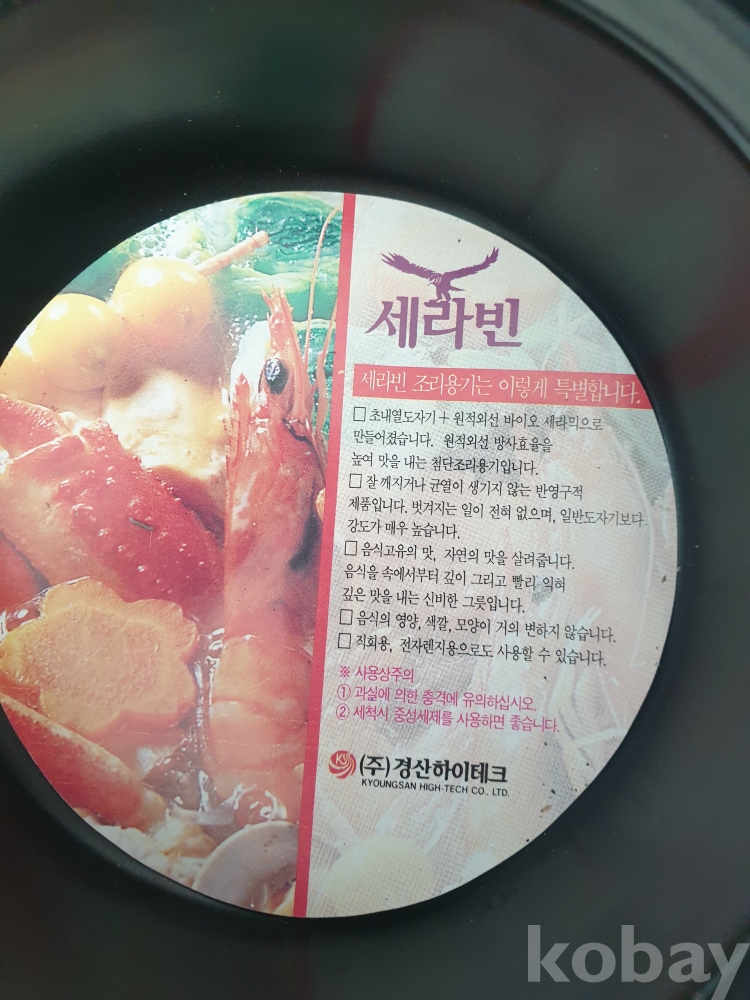 세라빈
세라빈 조리용기는 이렇게 특별합니다.
□ 초내열도자기 + 원적외선 바이오 세라믹으로
만들어졌습니다. 원적외선 방사효율을
높여 맛을 내는 첨단조리용기입니다.
□ 잘 깨지거나 균열이 생기지 않는 반영구적
제품입니다. 벗겨지는 일이 전혀 없으며, 일반도자기보다
강도가 매우 높습니다.
□ 음식고유의 맛, 자연의 맛을 살려줍니다.
음식을 속에서부터 깊이 그리고 빨리 익혀
깊은 맛을 내는 신비한 그릇입니다.
□ 음식의 영양, 색깔, 모양이 거의 변하지 않습니다.
□ 직화용, 전자렌지용으로도 사용할 수 있습니다.
※ 사용상주의
① 과실에 의한 충격에 유의하십시오.
② 세척시 중성세제를 사용하면 좋습니다.
KS (주)경산하이테크
KYOUNGSAN HIGH-TECH CO., LTD.
kobay